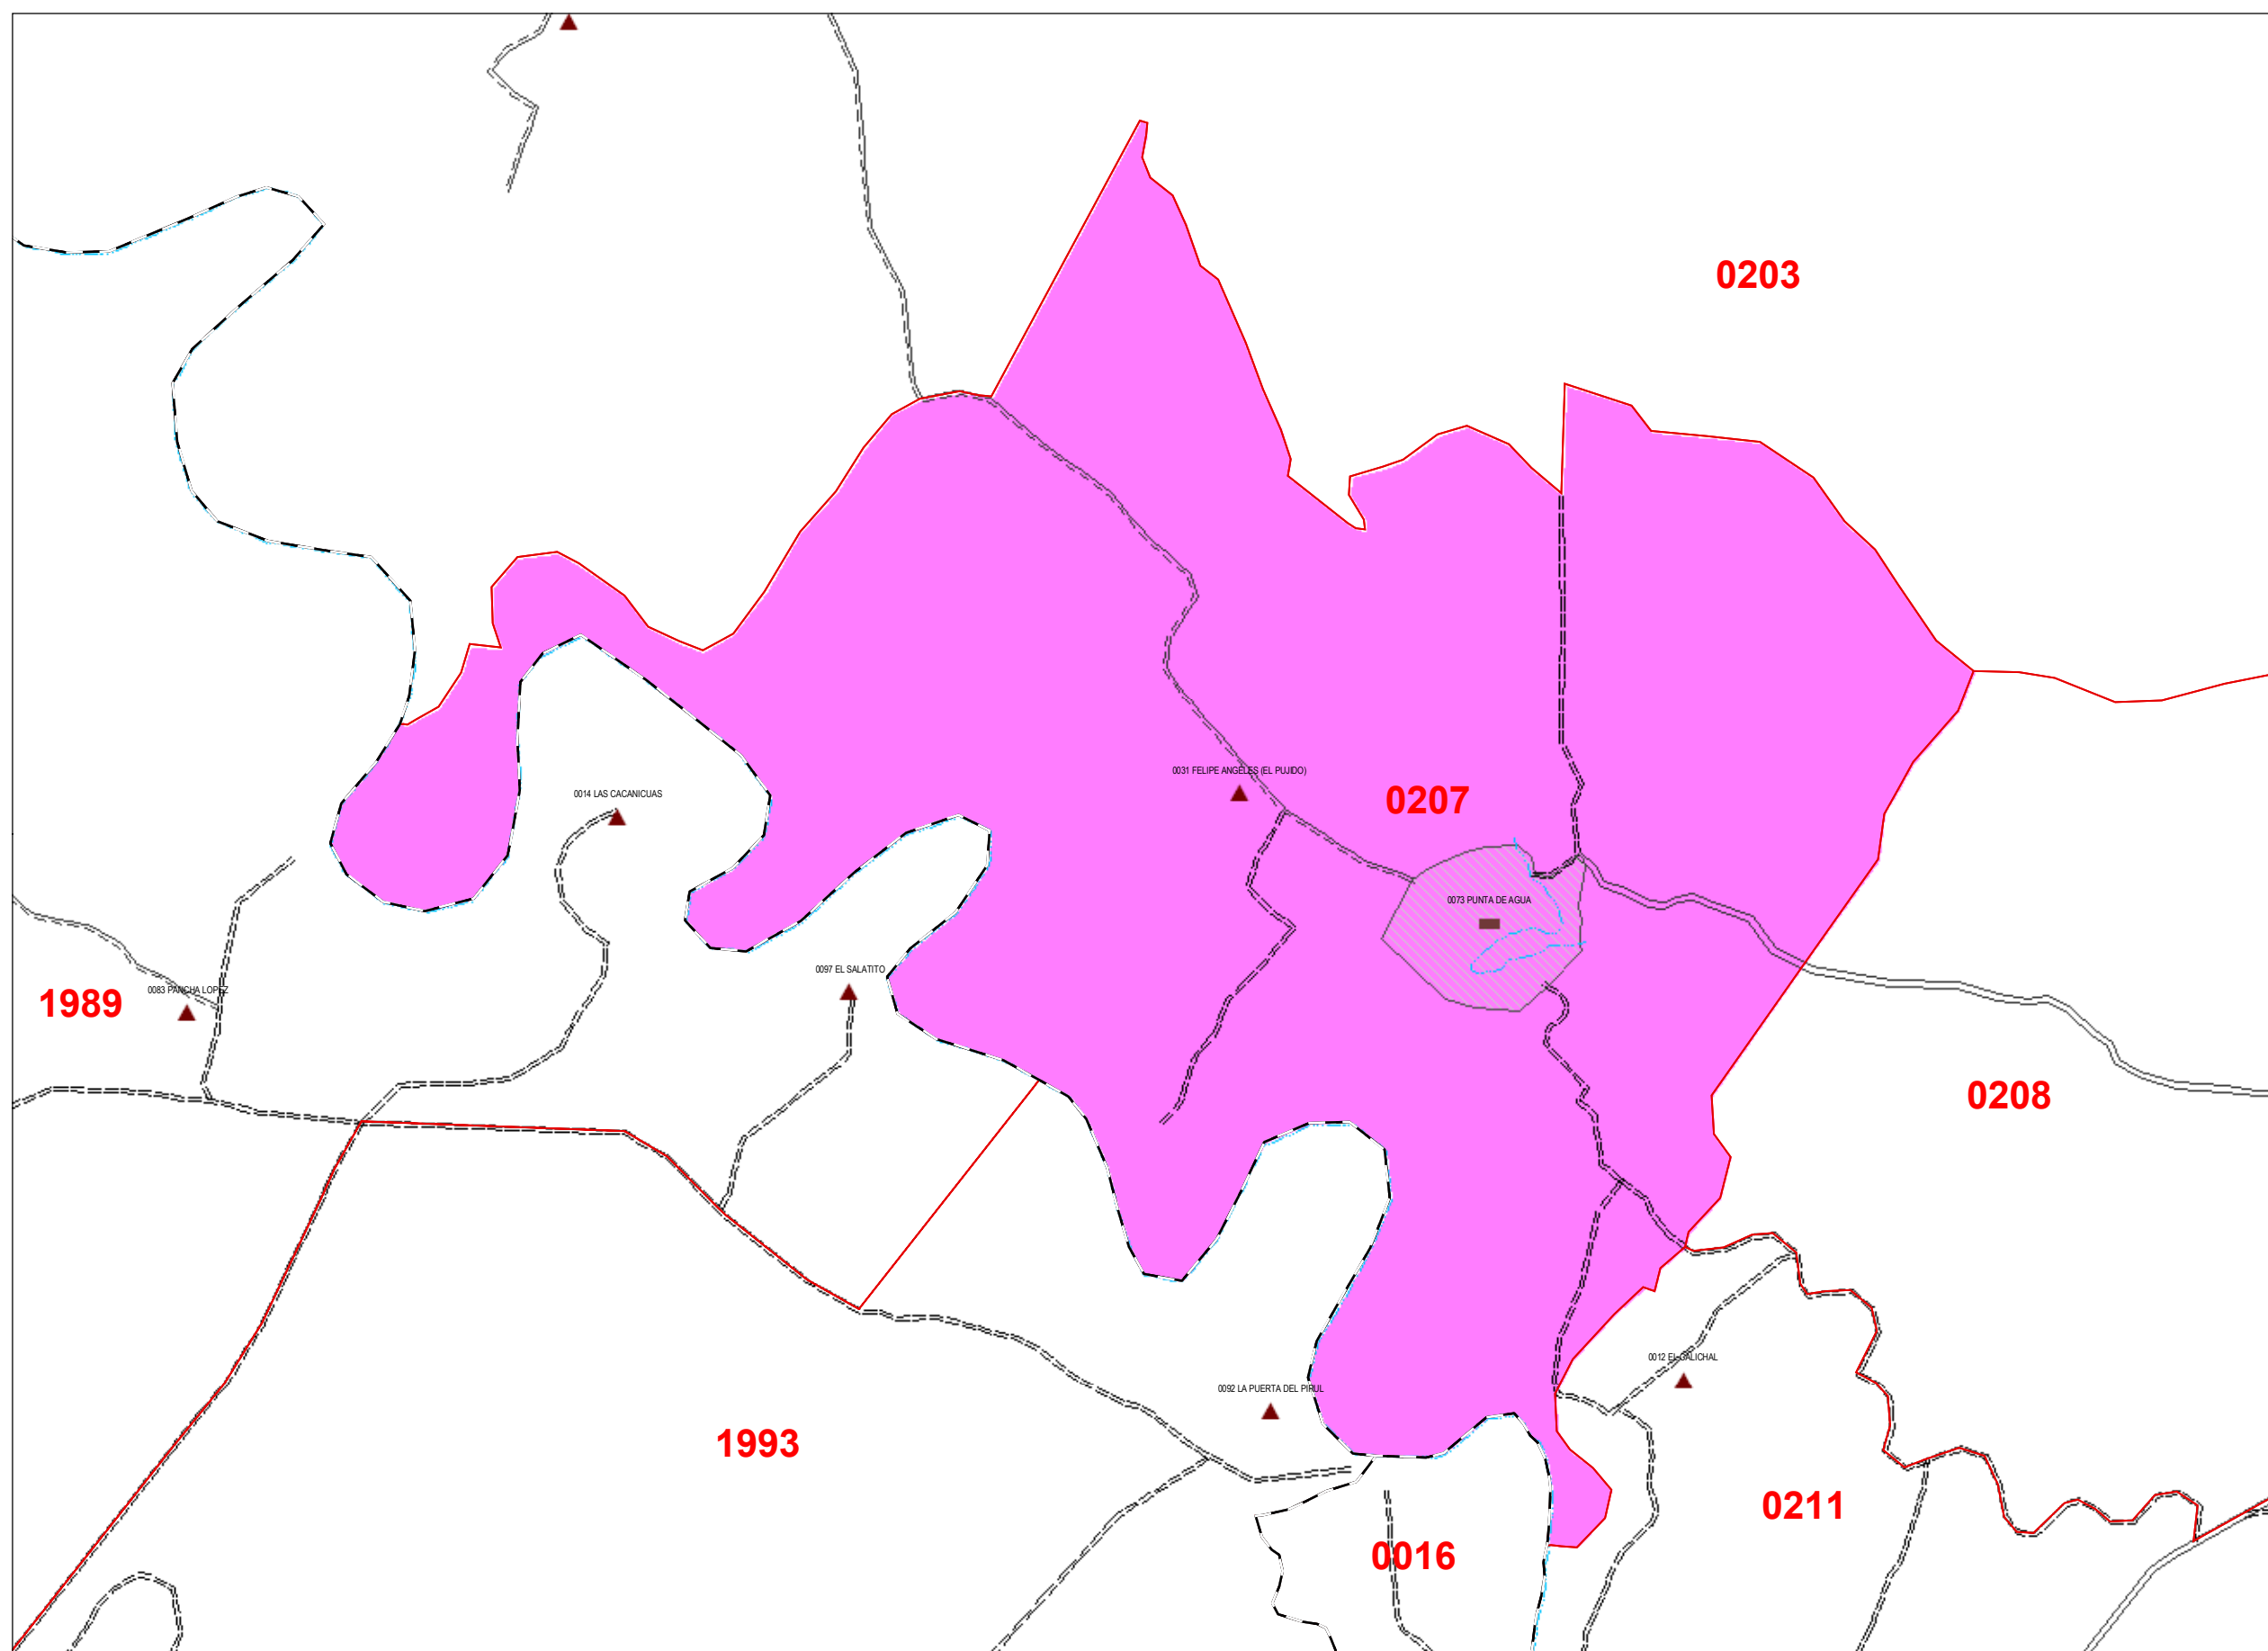 0203
0031 FELIPE ANGELES (EL PUJIDO)
0014 LAS CACANICUAS
0207
0073 PUNTA DE AGUA
0097 EL SALATITO
0083 PANCHA LOPEZ
1989
0208
0012 EL GALICHAL
0092 LA PUERTA DEL PIRUL
1993
0211
0016